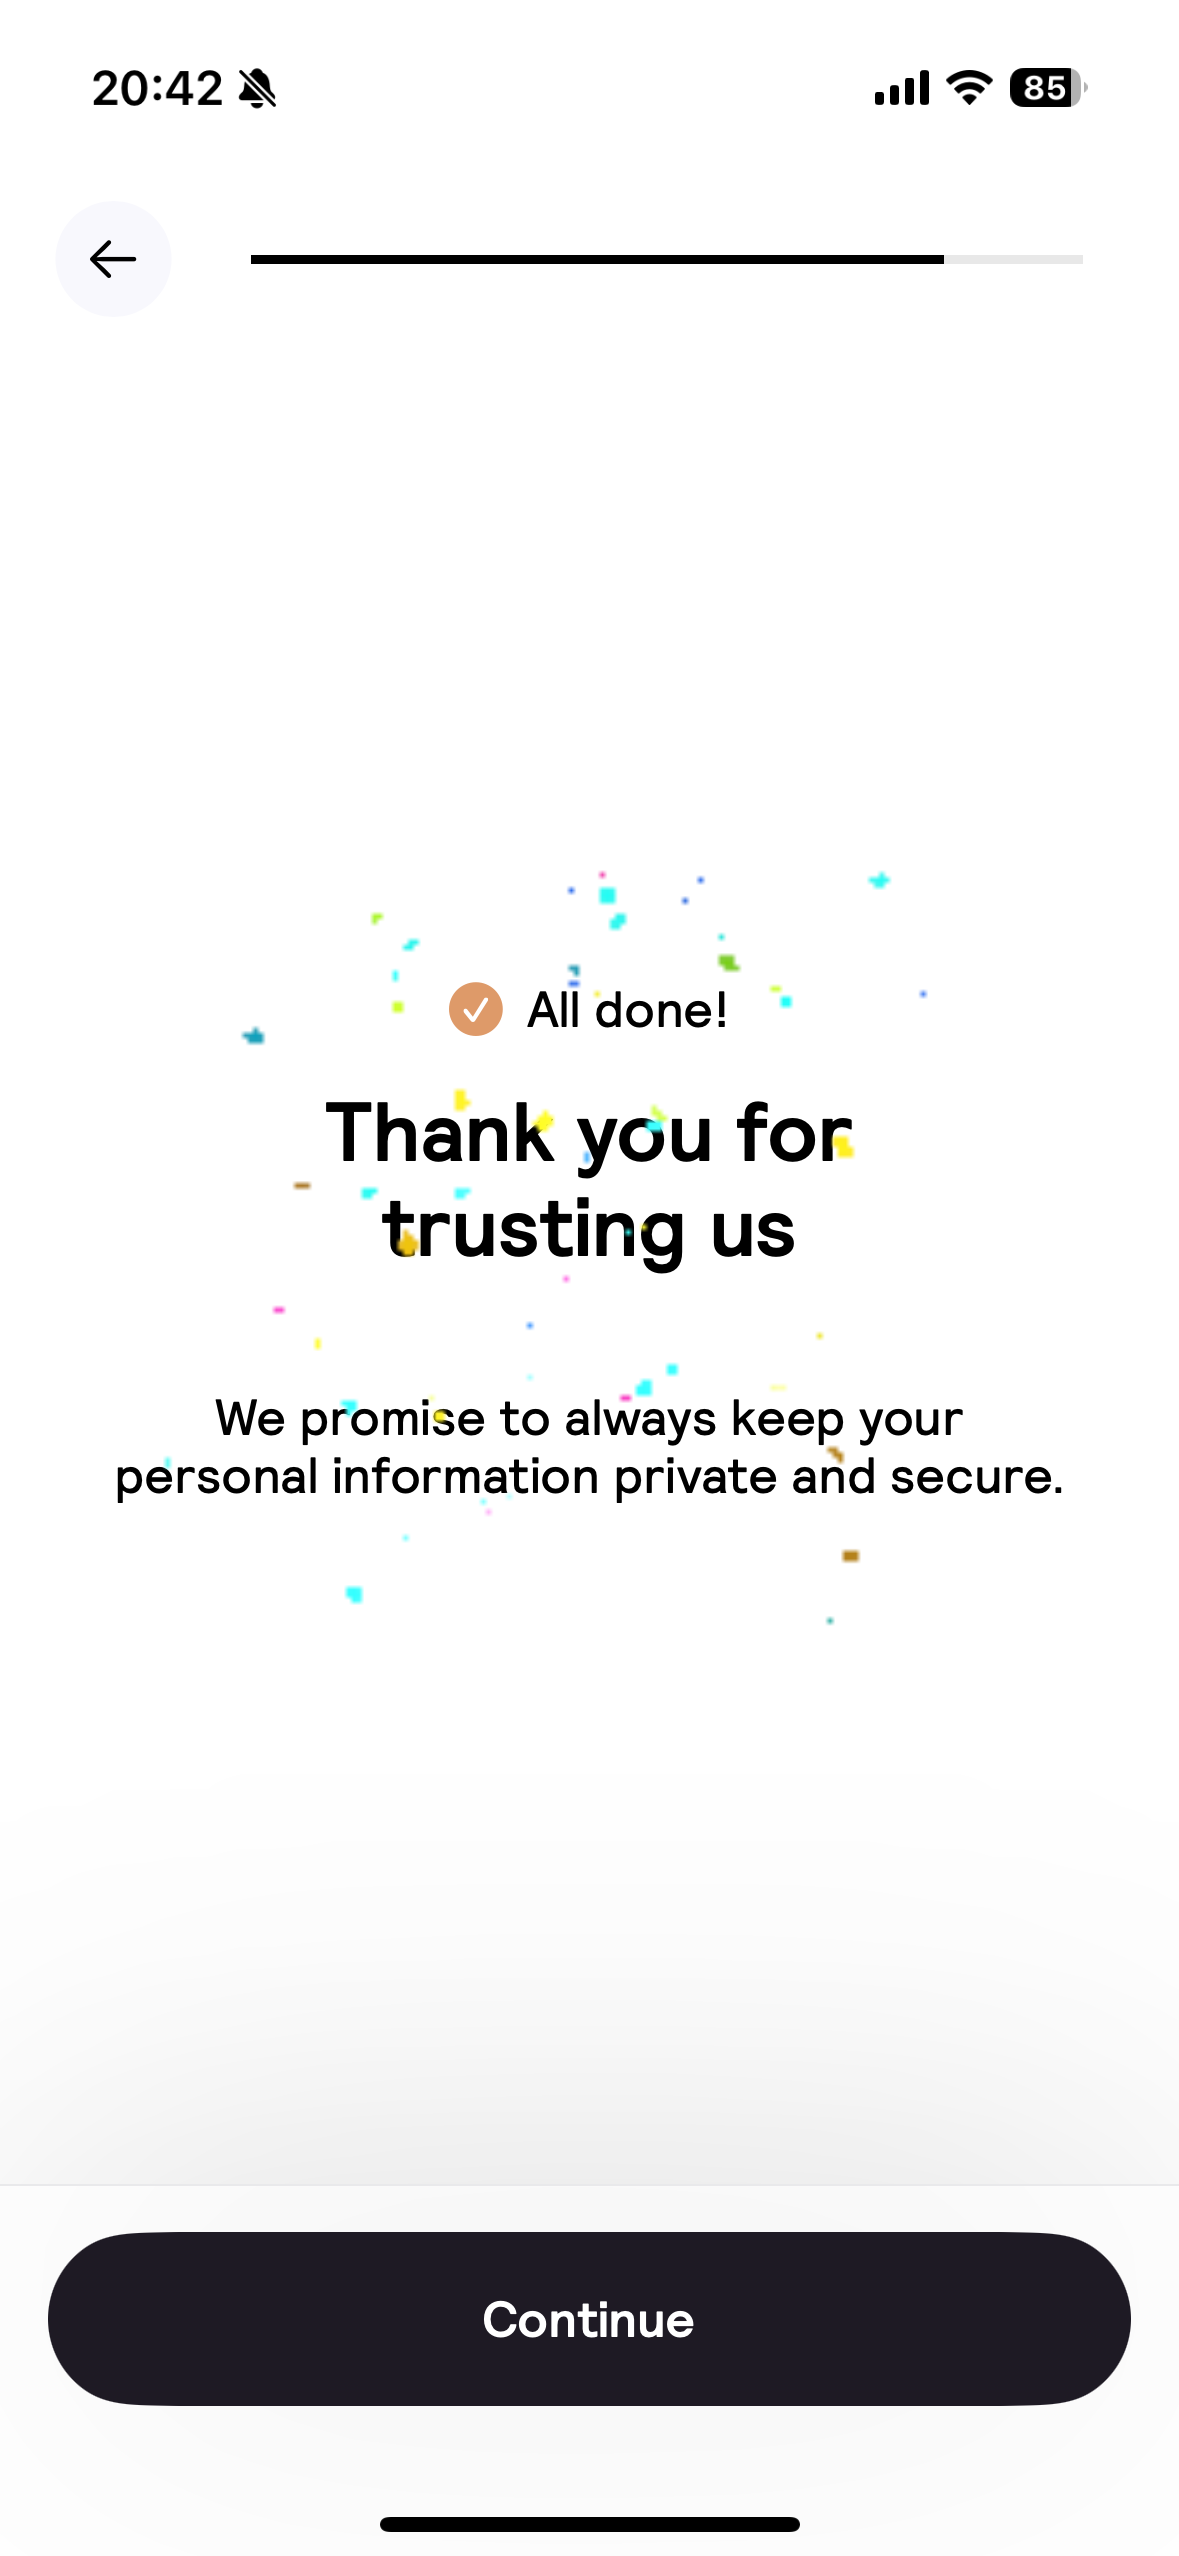 20:42
85
All done!
Thank you for
trusting us
We promise to always keep your
personal information private and secure.
Continue